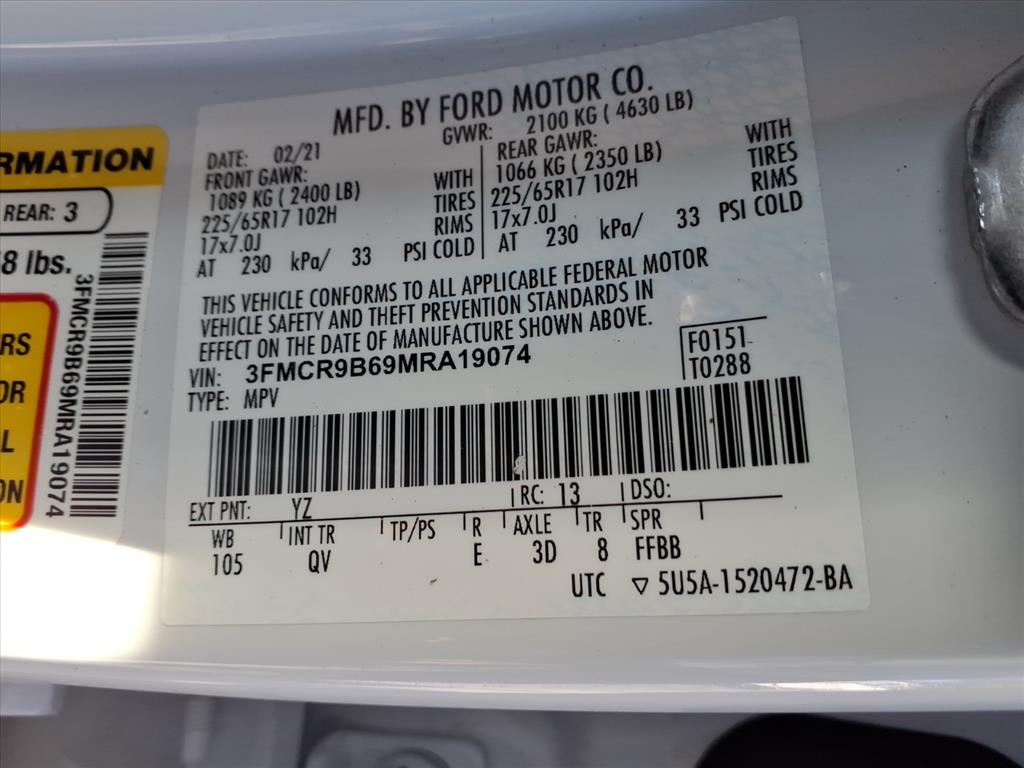 RMATION
REAR: 3
8 lbs.
RS
OR
L
ON
3FMCR9B69MRA19074
MFD. BY FORD MOTOR CO.
DATE: 02/21 GVWR: 2100 KG ( 4630 LB)
FRONT GAWR: REAR GAWR:
1089 KG ( 2400 LB) WITH 1066 KG ( 2350 LB) WITH
225/65R17 102H TIRES 225/65R17 102H TIRES
17x7.0J RIMS 17x7.0J RIMS
AT 230 kPa/ 33 PSI COLD AT 230 kPa/ 33 PSI COLD
THIS VEHICLE CONFORMS TO ALL APPLICABLE FEDERAL MOTOR
VEHICLE SAFETY AND THEFT PREVENTION STANDARDS IN
EFFECT ON THE DATE OF MANUFACTURE SHOWN ABOVE.
VIN: 3FMCR9B69MRA19074
TYPE: MPV
F0151
T0288
EXT PNT: YZ RC: 13 DSO:
WB INT TR TP/PS R AXLE TR SPR
105 QV E 3D 8 FFBB
UTC ▽ 5U5A-1520472-BA